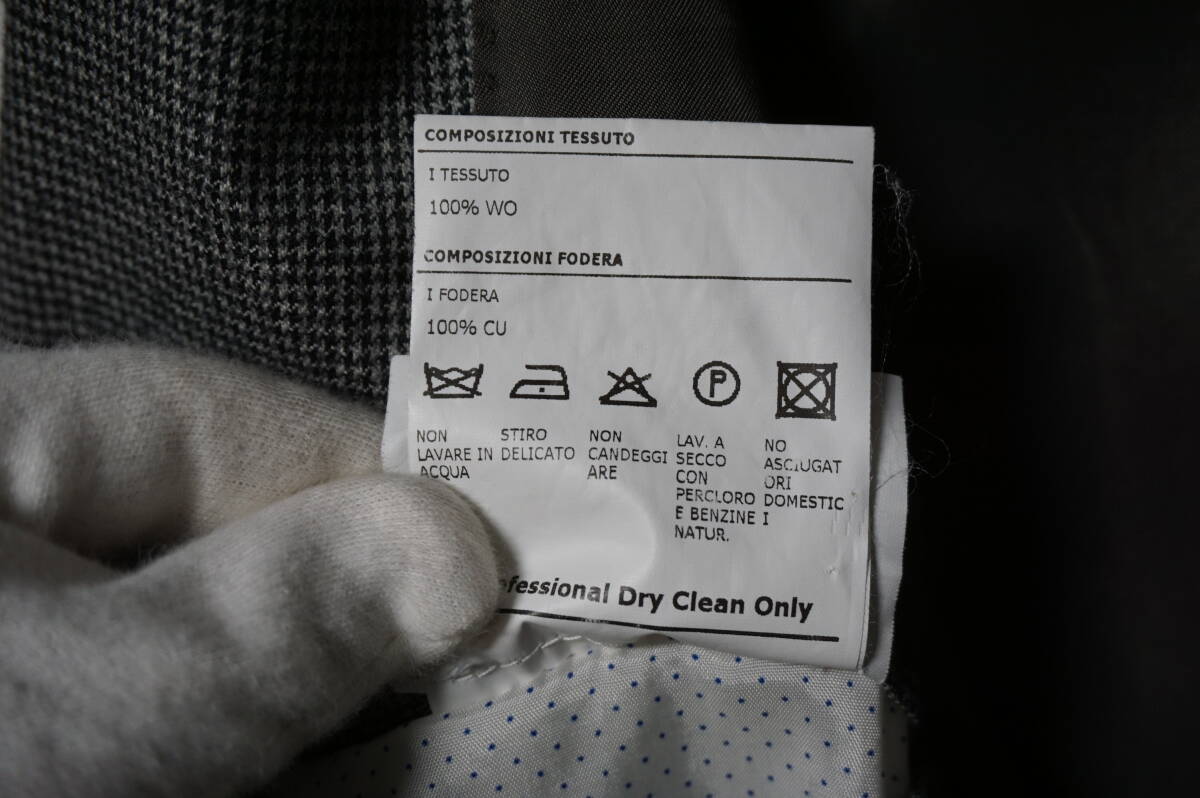 COMPOSIZIONI TESSUTO
I TESSUTO
100% WO
COMPOSIZIONI FODERA
I FODERA
100% CU
P
NON
LAVARE IN
ACQUA
STIRO
DELICATO
NON
CANDEGGI
ARE
LAV. A
SECCO
CON
PERCLORO
E BENZINE
NATUR.
NO
ASCIUGAT
ORI
DOMESTIC
I
Dry Clean Only